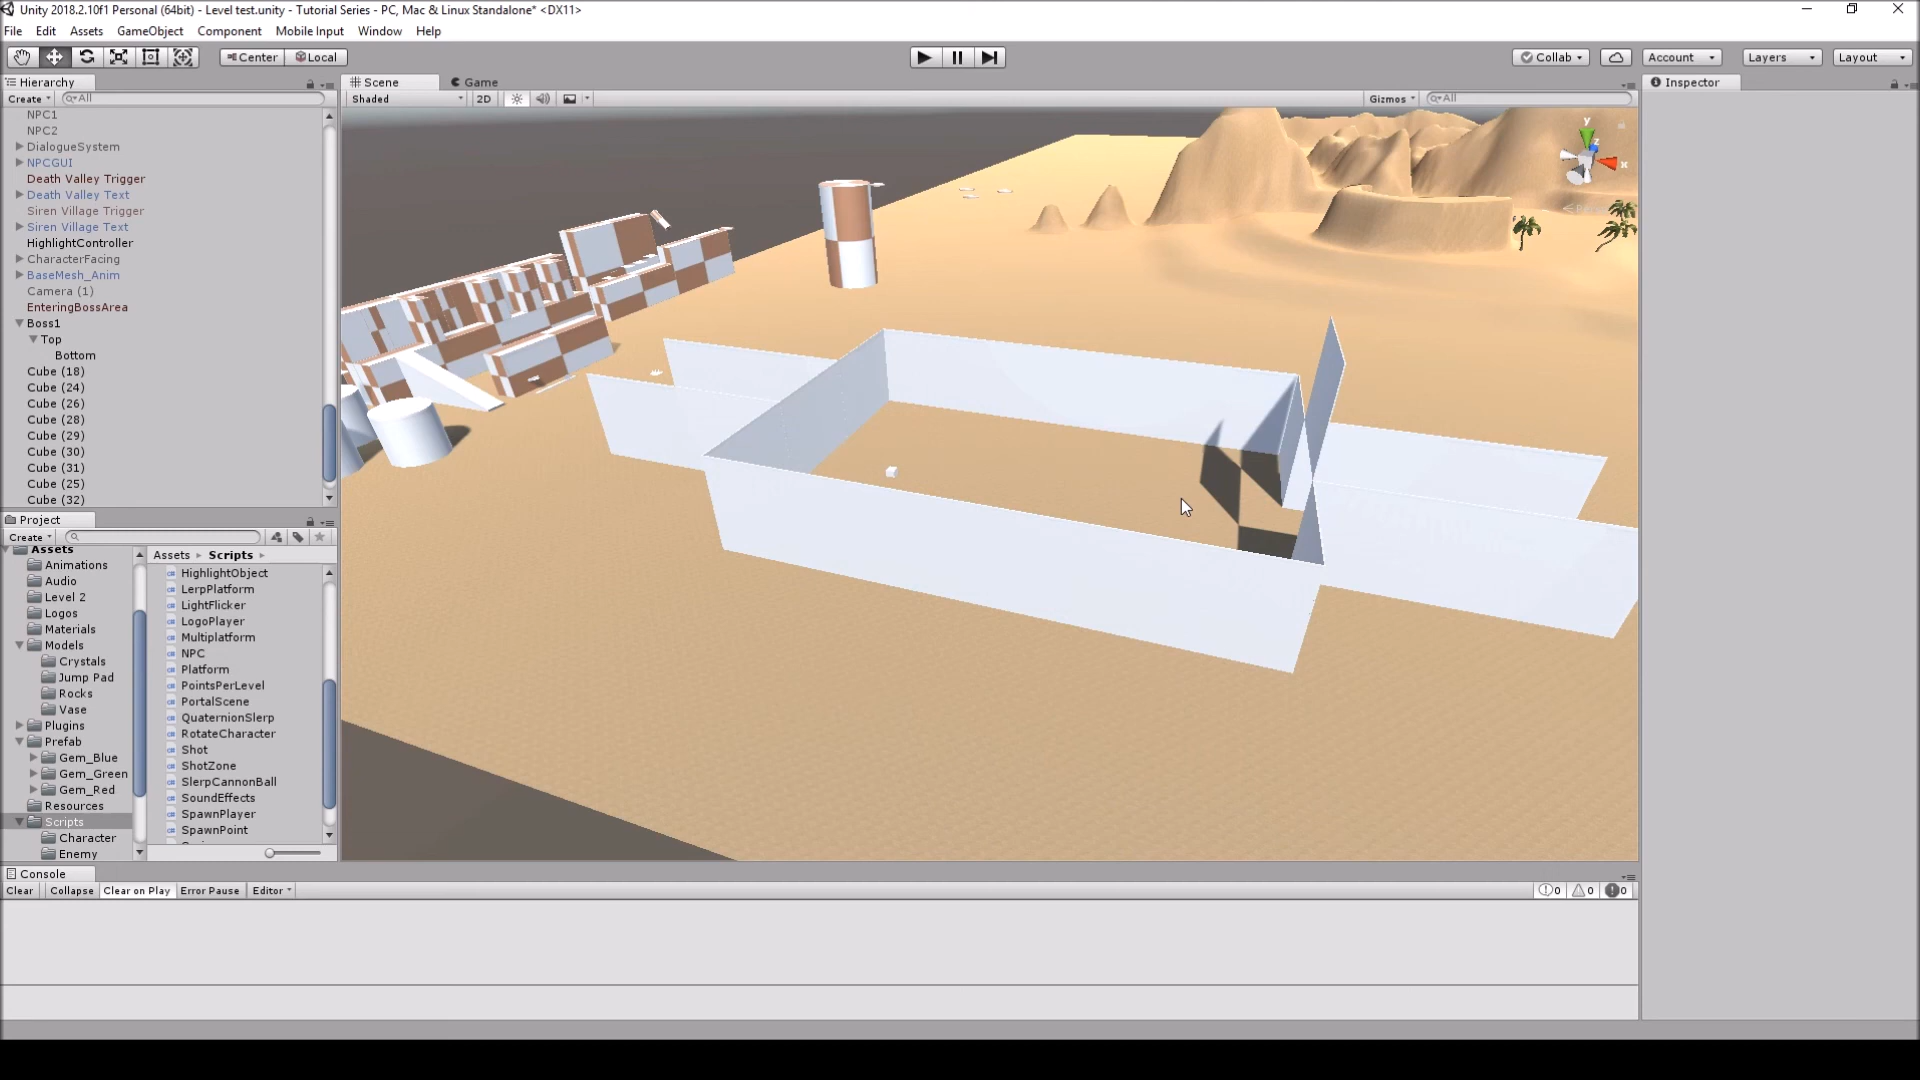 Unity 2018.2.10f1 Personal (64bit) - Level test.unity - Tutorial Series - PC, Mac & Linux Standalone* <DX11>
File Edit Assets GameObject Component Mobile Input Window Help
Center Local Collab Account Layers Layout
Hierarchy
Create All
NPC1
NPC2
DialogueSystem
NPCGUI
Death Valley Trigger
Death Valley Text
Siren Village Trigger
Siren Village Text
HighlightController
CharacterFacing
BaseMesh_Anim
Camera (1)
EnteringBossArea
Boss1
Top
Bottom
Cube (18)
Cube (24)
Cube (26)
Cube (28)
Cube (29)
Cube (30)
Cube (31)
Cube (25)
Cube (32)
Scene Game
Shaded 2D Gizmos All
y
x
z
Inspector
Project
Create
Assets
Animations
Audio
Level 2
Logos
Materials
Models
Crystals
Jump Pad
Rocks
Vase
Plugins
Prefab
Gem_Blue
Gem_Green
Gem_Red
Resources
Scripts
Character
Enemy
Assets Scripts
HighlightObject
LerpPlatform
LightFlicker
LogoPlayer
Multiplatform
NPC
Platform
PointsPerLevel
PortalScene
QuaternionSlerp
RotateCharacter
Shot
ShotZone
SlerpCannonBall
SoundEffects
SpawnPlayer
SpawnPoint
Console
Clear Collapse Clear on Play Error Pause Editor 0 0 0